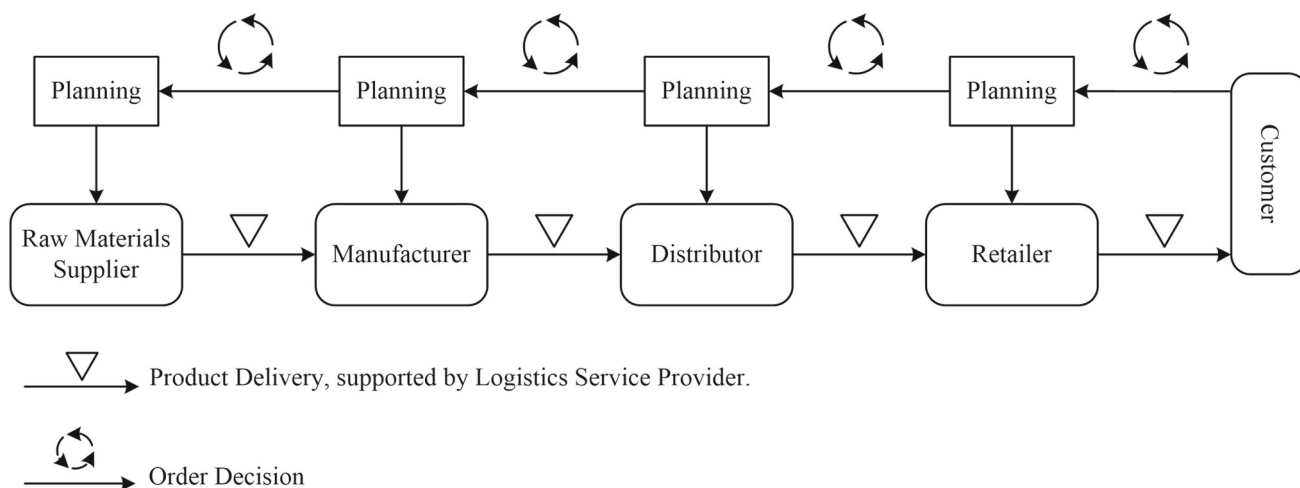 Planning
Planning
Planning
Planning
Customer
Raw Materials
Supplier
Manufacturer
Distributor
Retailer
Product Delivery, supported by Logistics Service Provider.
Order Decision